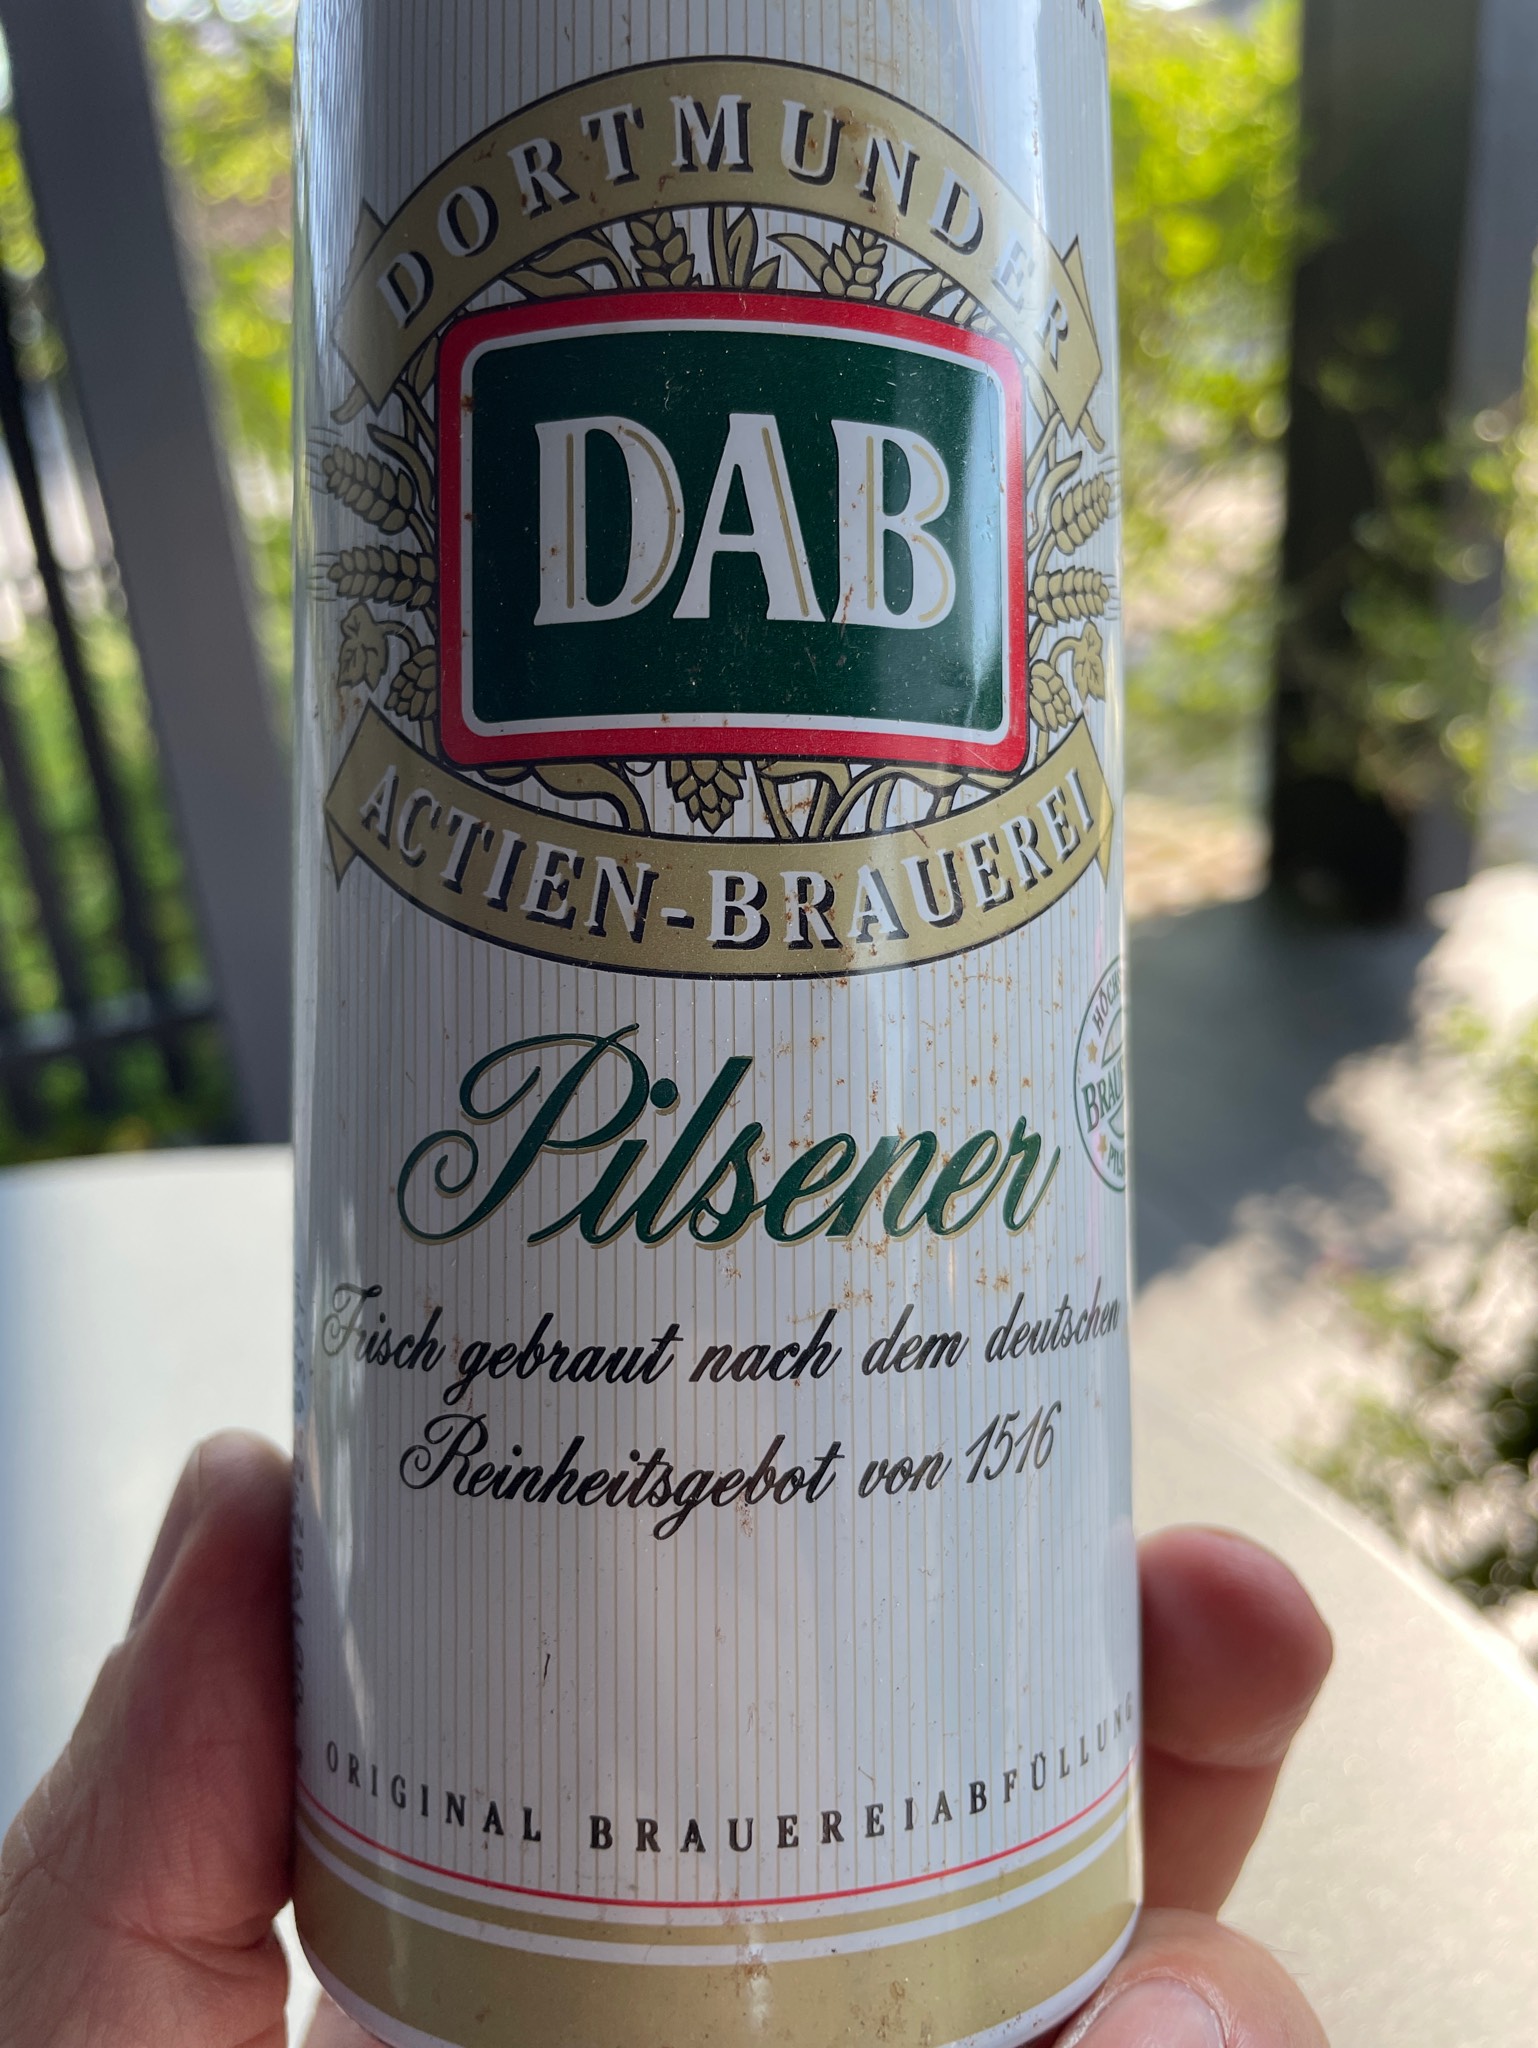 DORTMUNDER
DAB
ACTIEN-BRAUEREI
Pilsener
Frisch gebraut nach dem deutschen
Reinheitsgebot von 1516
ORIGINAL BRAUEREIABFÜLLUNG